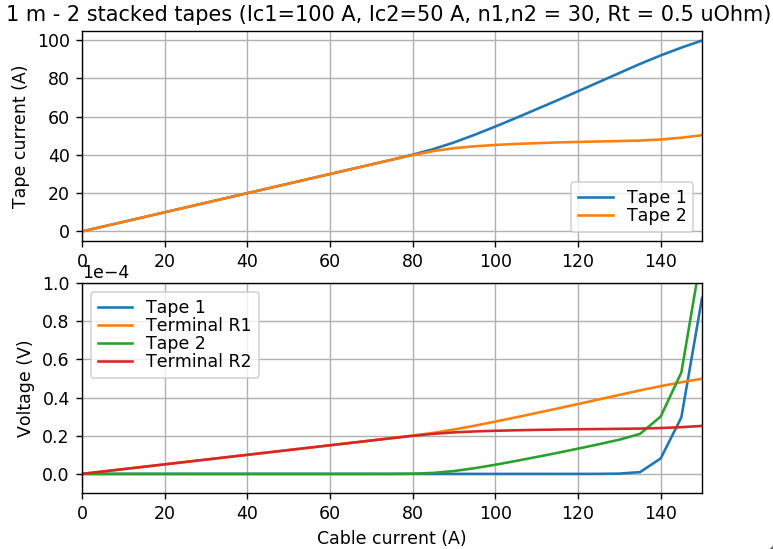 1 m - 2 stacked tapes (Ic1=100 A, Ic2=50 A, n1,n2 = 30, Rt = 0.5 uOhm)
Tape current (A)
100
80
60
40
20
0
Tape 1
Tape 2
0 20 40 60 80 100 120 140
1e−4
Voltage (V)
1.0
0.8
0.6
0.4
0.2
0.0
Tape 1
Terminal R1
Tape 2
Terminal R2
0 20 40 60 80 100 120 140
Cable current (A)